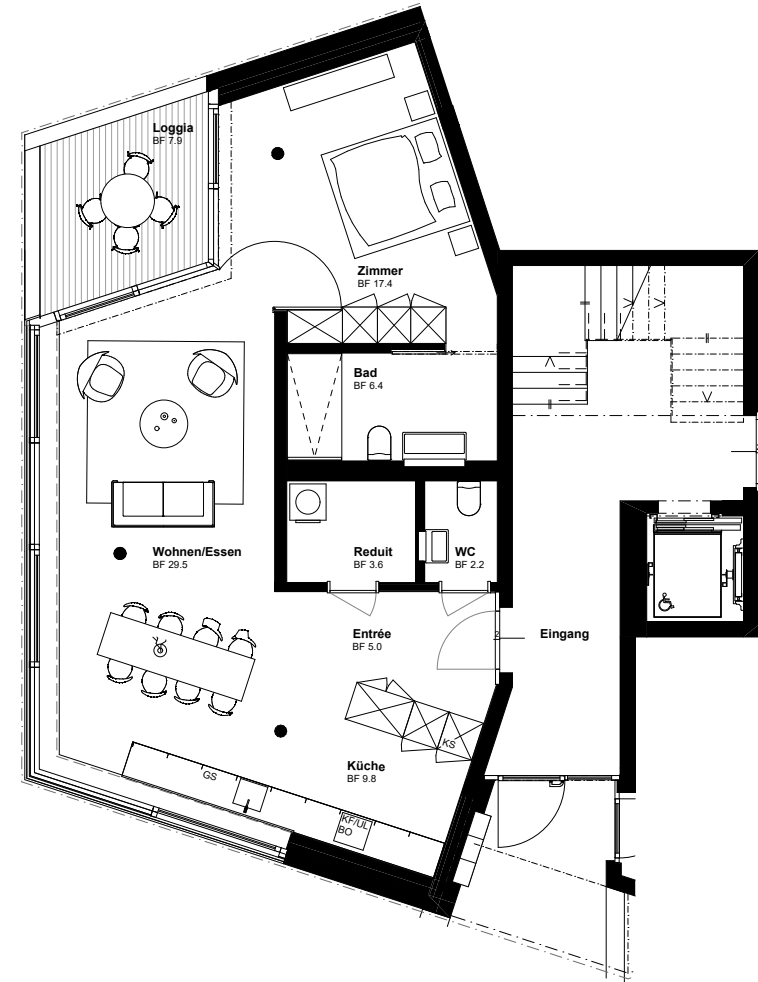 Loggia
BF 7.9
Zimmer
BF 17.4
Bad
BF 6.4
Wohnen/Essen
BF 29.5
Reduit
BF 3.6
WC
BF 2.2
Entrée
BF 5.0
Eingang
KS
Küche
BF 9.8
GS
KF/UL
BO